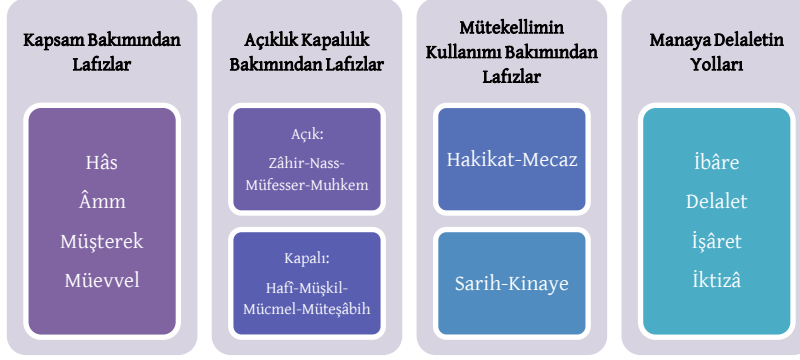 Kapsam Bakımından
Lafızlar
Hâs
Âmm
Müşterek
Müevvel
Açıklık Kapalılık
Bakımından Lafızlar
Açık:
Zâhir-Nass-
Müfesser-Muhkem
Kapalı:
Hafî-Müşkil-
Mücmel-Müteşâbih
Mütekellimin
Kullanımı Bakımından
Lafızlar
Hakikat-Mecaz
Sarih-Kinaye
Manaya Delaletin
Yolları
İbâre
Delalet
İşâret
İktizâ